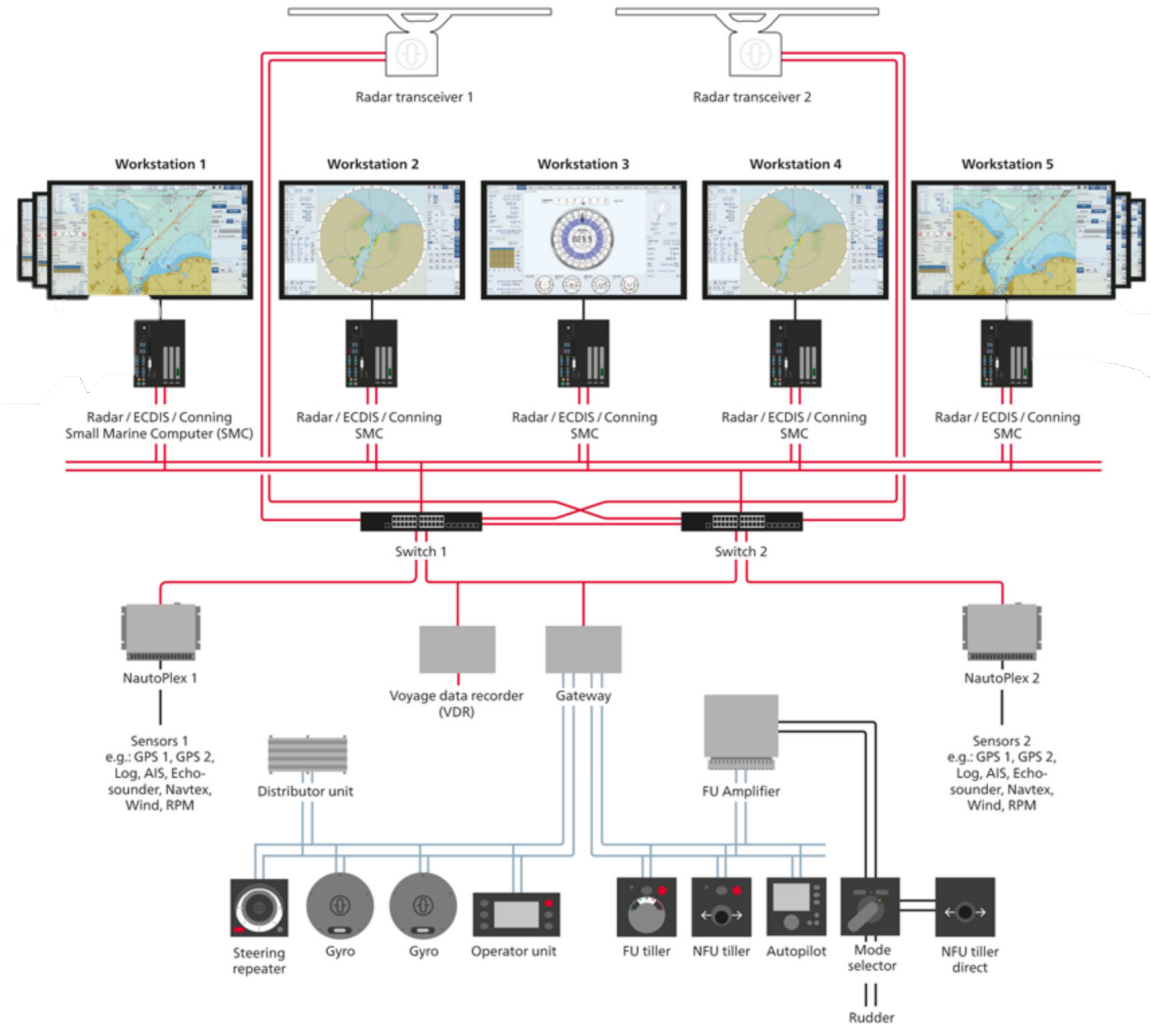 Radar transceiver 1
Radar transceiver 2
Workstation 1
Workstation 2
Workstation 3
Workstation 4
Workstation 5
Radar / ECDIS / Conning
Small Marine Computer (SMC)
Radar / ECDIS / Conning
SMC
Radar / ECDIS / Conning
SMC
Radar / ECDIS / Conning
SMC
Radar / ECDIS / Conning
SMC
Switch 1
Switch 2
NautoPlex 1
Voyage data recorder
(VDR)
Gateway
NautoPlex 2
Sensors 1
e.g.: GPS 1, GPS 2,
Log, AIS, Echo-
sounder, Navtex,
Wind, RPM
Distributor unit
FU Amplifier
Sensors 2
e.g.: GPS 1, GPS 2,
Log, AIS, Echo-
sounder, Navtex,
Wind, RPM
Steering
repeater
Gyro
Gyro
Operator unit
FU tiller
NFU tiller
Autopilot
Mode
selector
NFU tiller
direct
Rudder